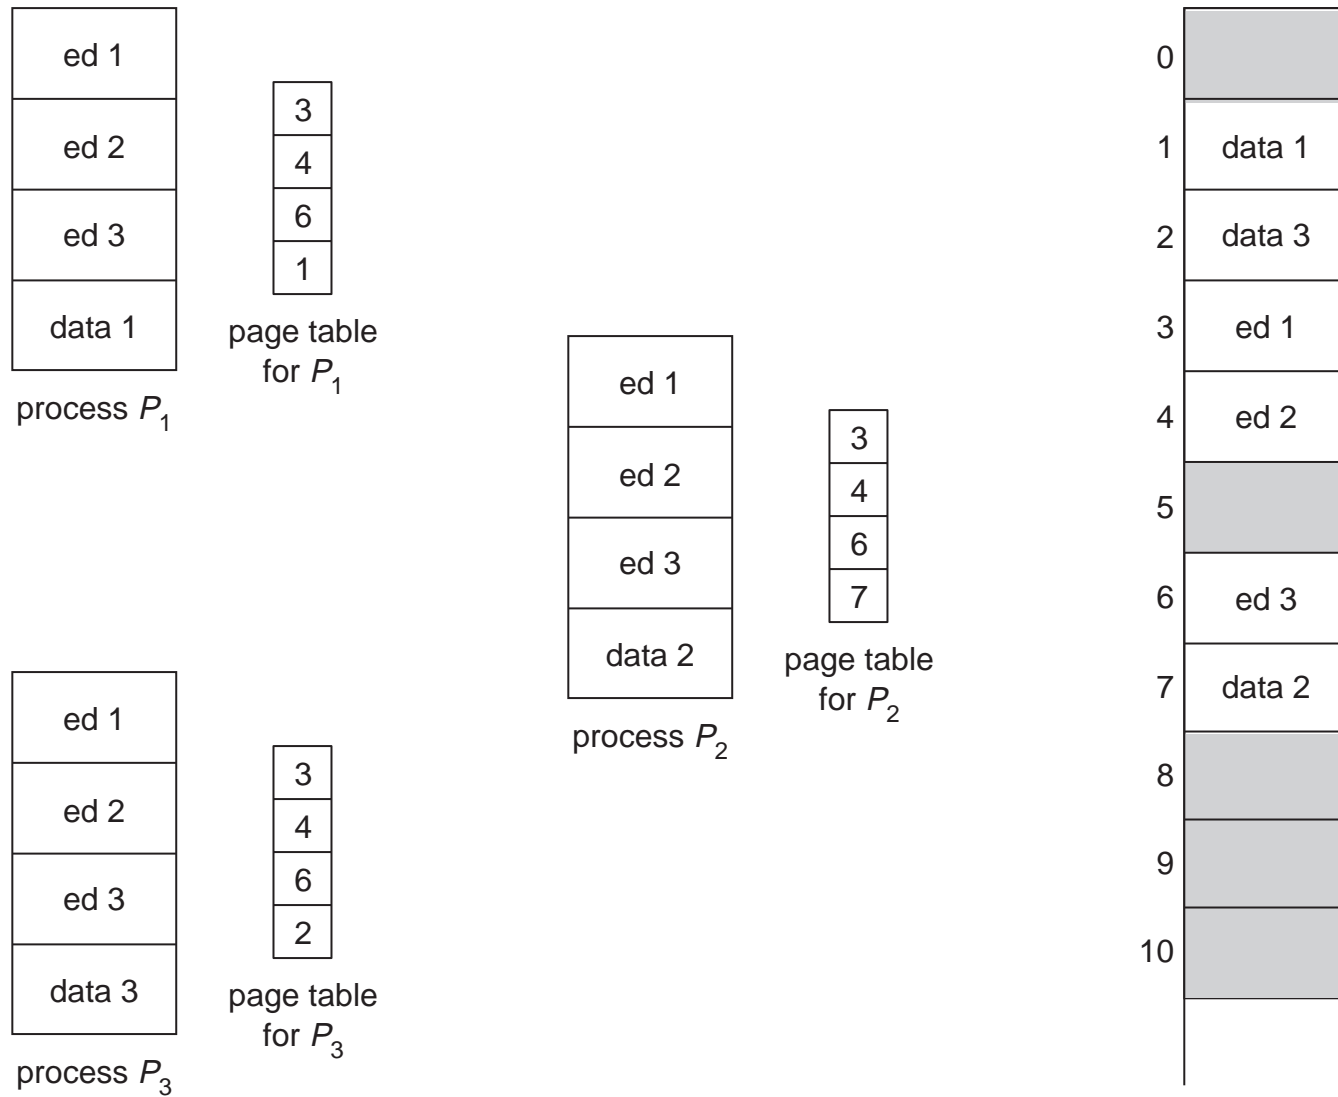 ed 1
ed 2
ed 3
data 1
process P1
3
4
6
1
page table
for P1
ed 1
ed 2
ed 3
data 2
process P2
3
4
6
7
page table
for P2
ed 1
ed 2
ed 3
data 3
process P3
3
4
6
2
page table
for P3
0
1 data 1
2 data 3
3 ed 1
4 ed 2
5
6 ed 3
7 data 2
8
9
10